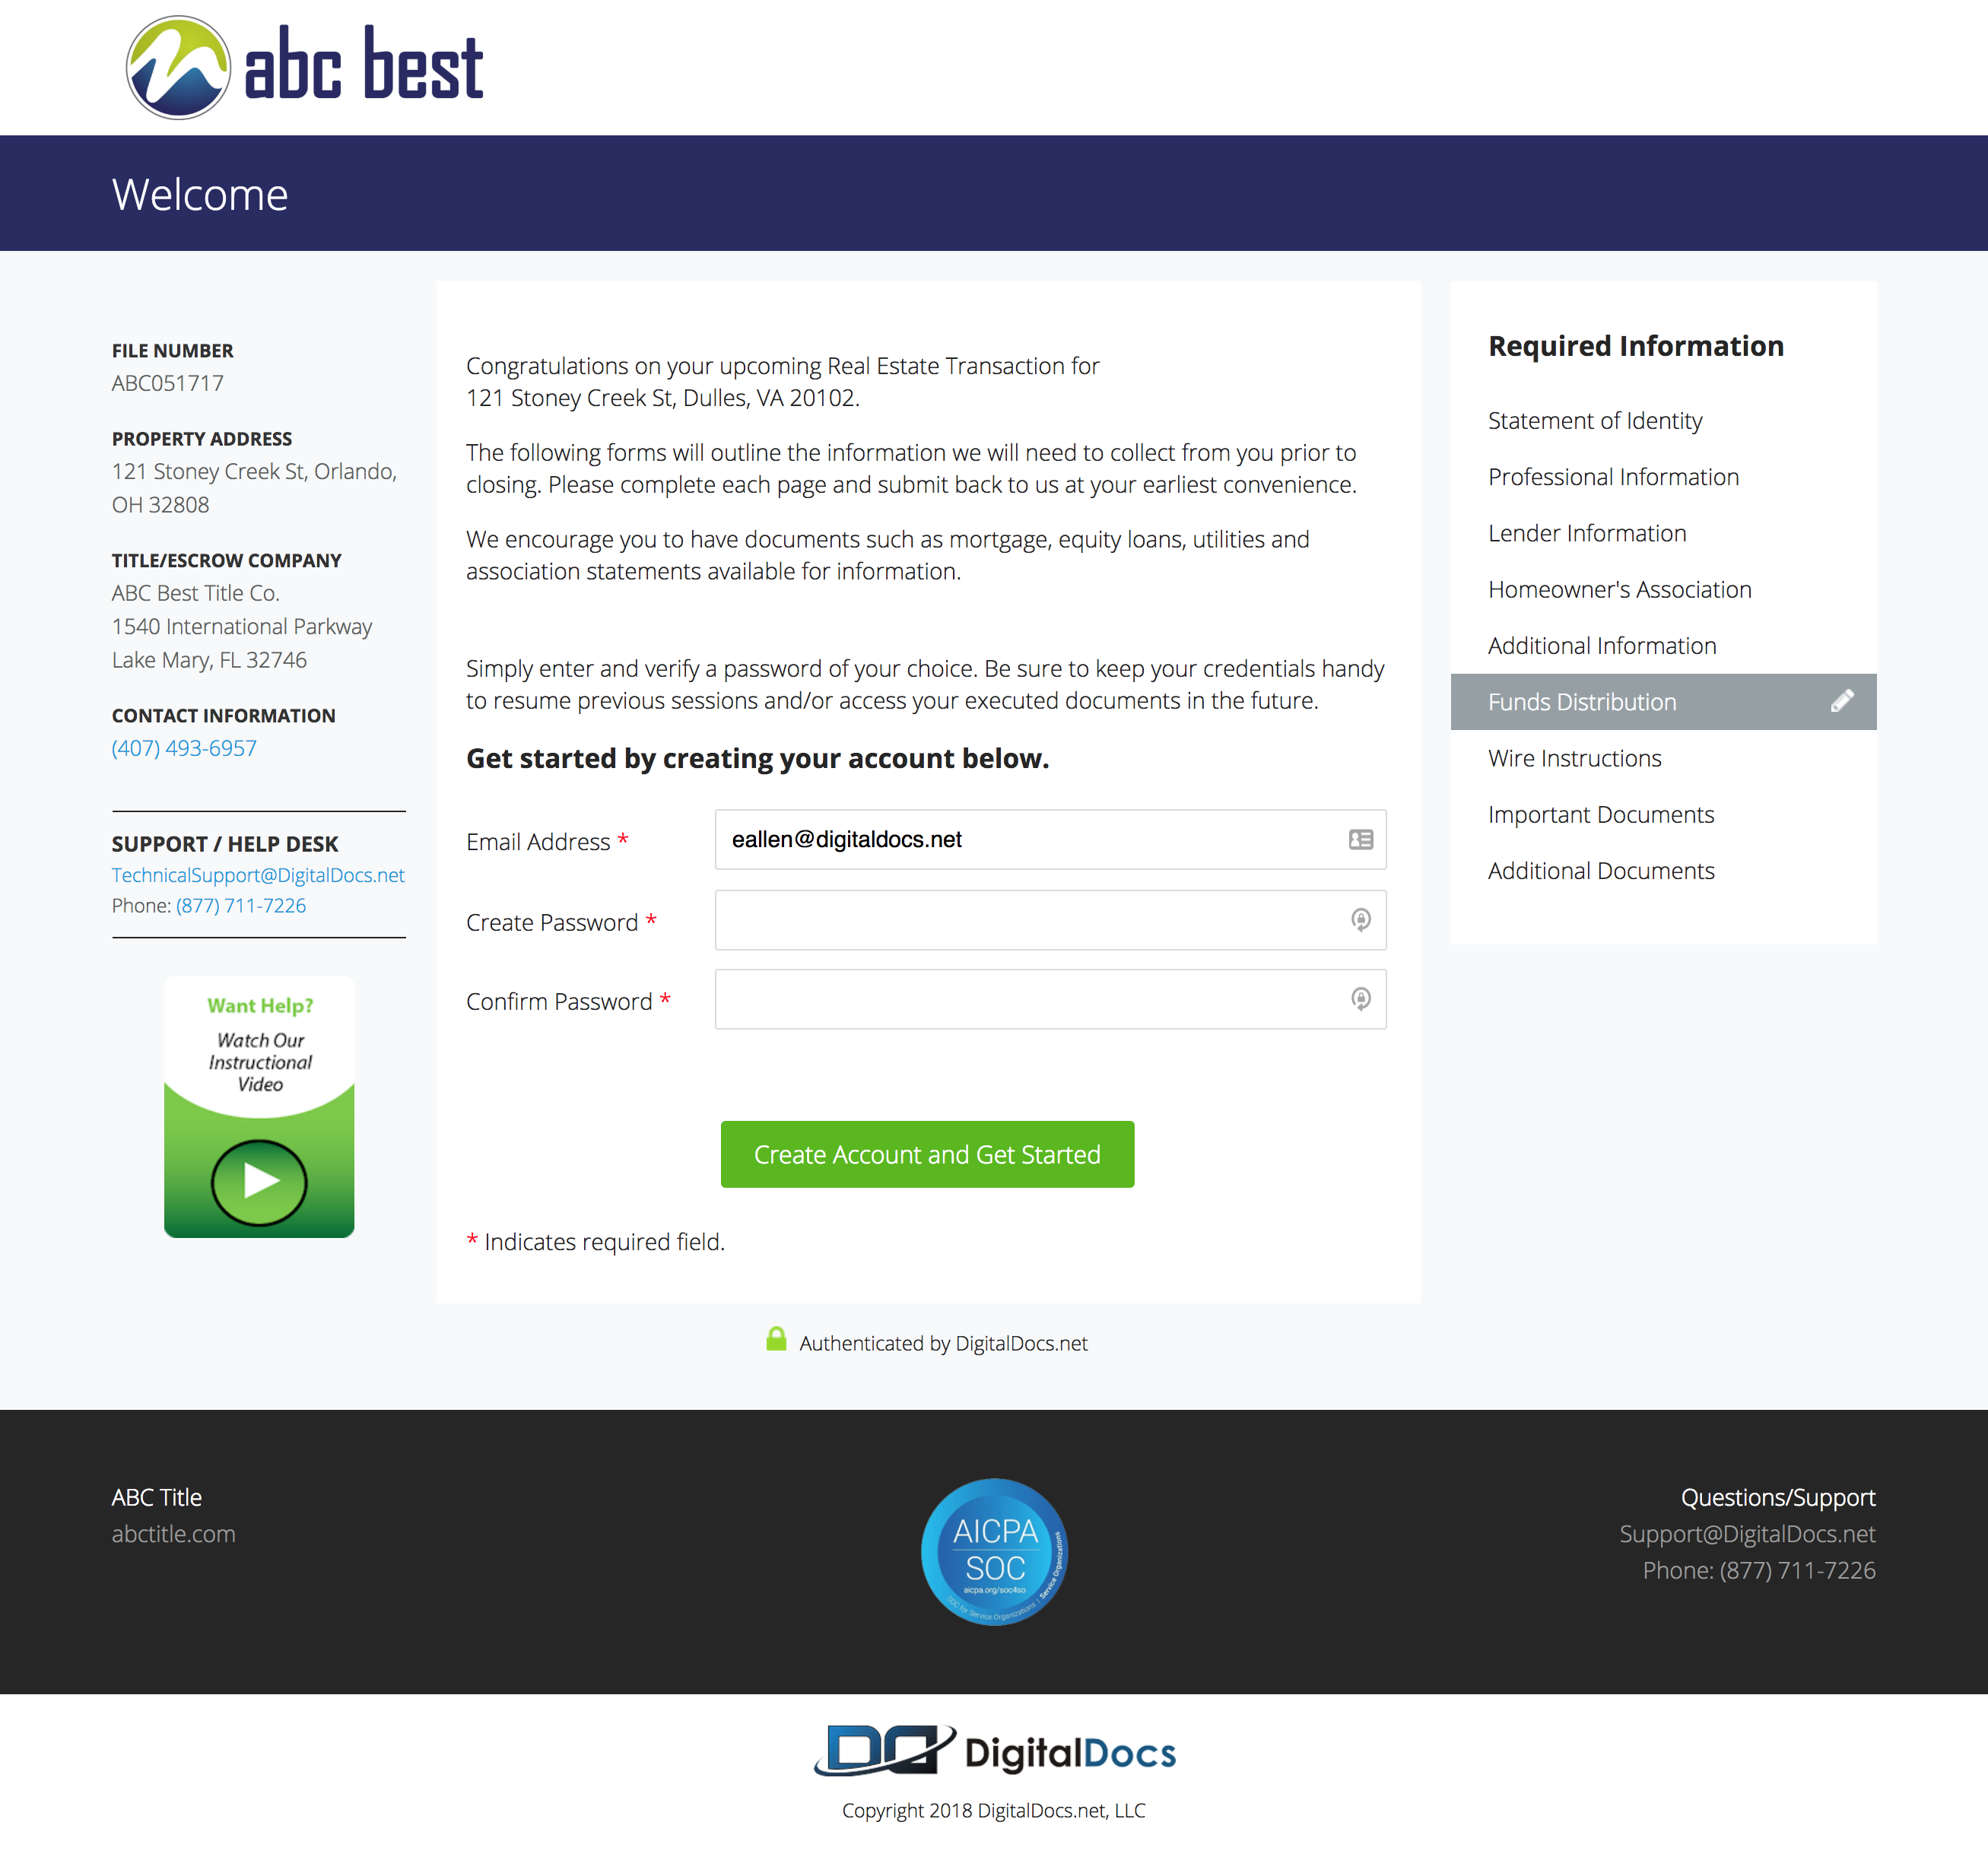 abc best
Welcome
FILE NUMBER
ABC051717
PROPERTY ADDRESS
121 Stoney Creek St, Orlando,
OH 32808
TITLE/ESCROW COMPANY
ABC Best Title Co.
1540 International Parkway
Lake Mary, FL 32746
CONTACT INFORMATION
(407) 493-6957
SUPPORT / HELP DESK
TechnicalSupport@DigitalDocs.net
Phone: (877) 711-7226
Want Help?
Watch Our
Instructional
Video
Congratulations on your upcoming Real Estate Transaction for
121 Stoney Creek St, Dulles, VA 20102.
The following forms will outline the information we will need to collect from you prior to
closing. Please complete each page and submit back to us at your earliest convenience.
We encourage you to have documents such as mortgage, equity loans, utilities and
association statements available for information.
Simply enter and verify a password of your choice. Be sure to keep your credentials handy
to resume previous sessions and/or access your executed documents in the future.
Get started by creating your account below.
Email Address *
eallen@digitaldocs.net
Create Password *
Confirm Password *
Create Account and Get Started
* Indicates required field.
Authenticated by DigitalDocs.net
Required Information
Statement of Identity
Professional Information
Lender Information
Homeowner's Association
Additional Information
Funds Distribution
Wire Instructions
Important Documents
Additional Documents
ABC Title
abctitle.com
AICPA
SOC
aicpa.org/soc4so
SOC for Service Organizations | Service Organizations
Questions/Support
Support@DigitalDocs.net
Phone: (877) 711-7226
DigitalDocs
Copyright 2018 DigitalDocs.net, LLC